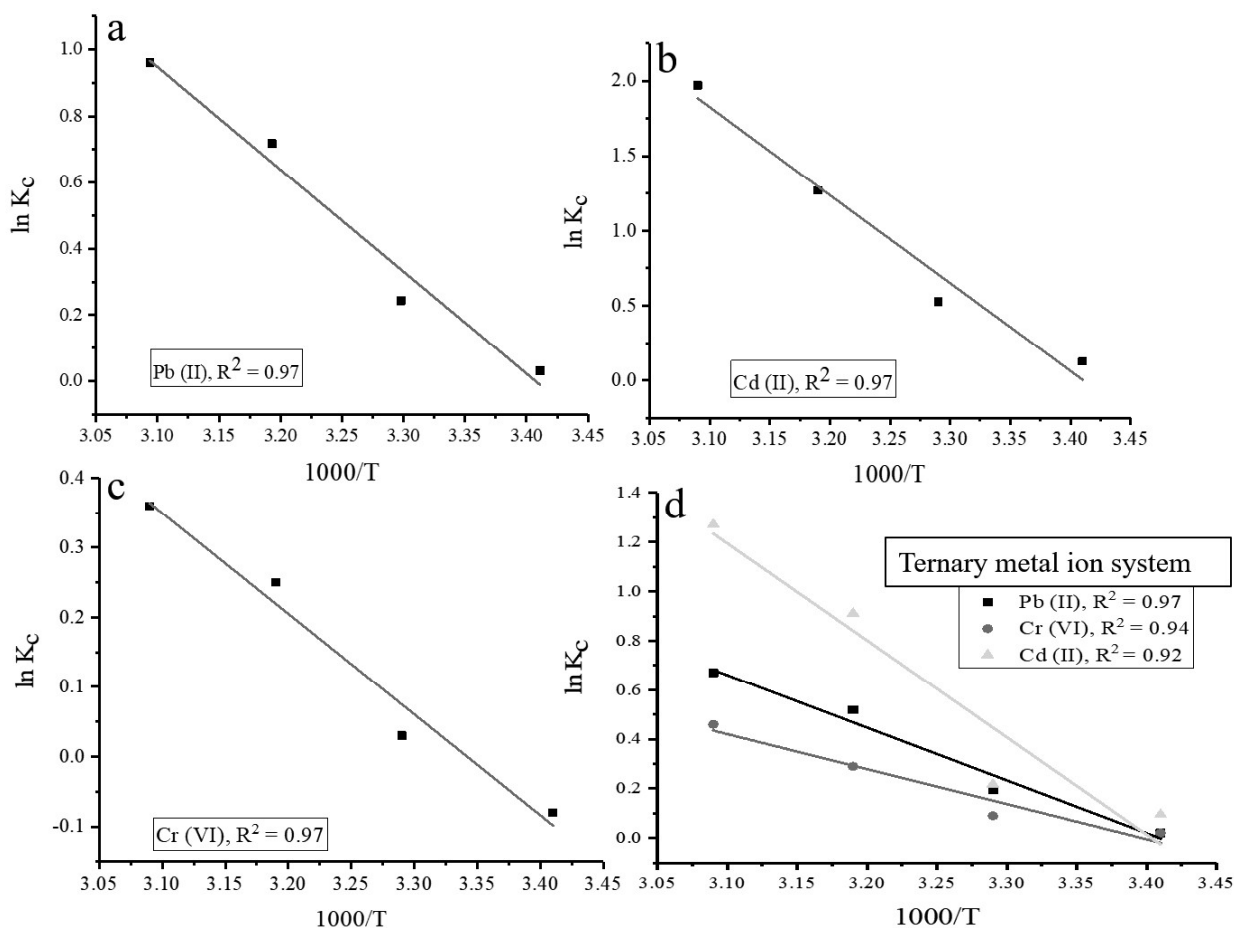 a
1.0
0.8
0.6
0.4
0.2
0.0
ln K_c
Pb (II), R² = 0.97
3.05 3.10 3.15 3.20 3.25 3.30 3.35 3.40 3.45
1000/T
b
2.0
1.5
1.0
0.5
0.0
ln K_c
Cd (II), R² = 0.97
3.05 3.10 3.15 3.20 3.25 3.30 3.35 3.40 3.45
1000/T
c
0.4
0.3
0.2
0.1
0.0
-0.1
ln K_c
Cr (VI), R² = 0.97
3.05 3.10 3.15 3.20 3.25 3.30 3.35 3.40 3.45
1000/T
d
1.4
1.2
1.0
0.8
0.6
0.4
0.2
0.0
ln K_c
Ternary metal ion system
Pb (II), R² = 0.97
Cr (VI), R² = 0.94
Cd (II), R² = 0.92
3.05 3.10 3.15 3.20 3.25 3.30 3.35 3.40 3.45
1000/T